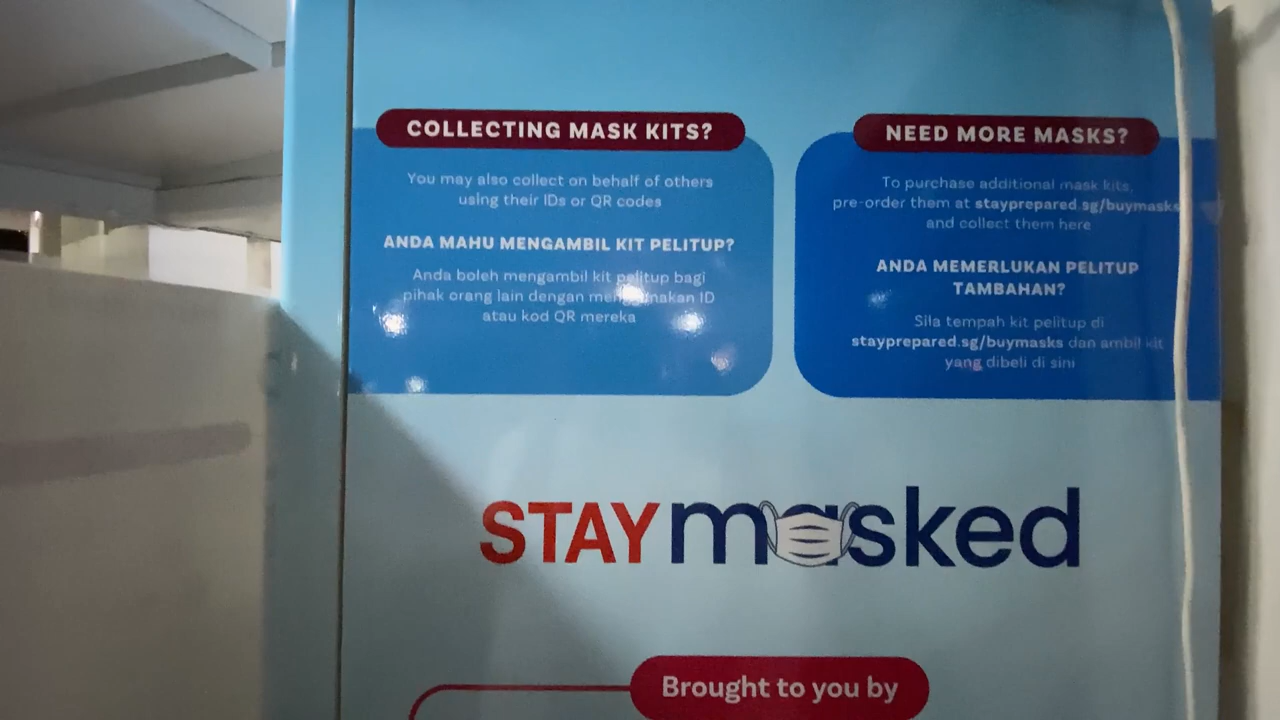 COLLECTING MASK KITS?
You may also collect on behalf of others
using their IDs or QR codes
ANDA MAHU MENGAMBIL KIT PELITUP?
Anda boleh mengambil kit pelitup bagi
pihak orang lain dengan menggunakan ID
atau kod QR mereka
NEED MORE MASKS?
To purchase additional mask kits,
pre-order them at stayprepared.sg/buymasks
and collect them here
ANDA MEMERLUKAN PELITUP
TAMBAHAN?
Sila tempah kit pelitup di
stayprepared.sg/buymasks dan ambil kit
yang dibeli di sini
STAYmasked
Brought to you by